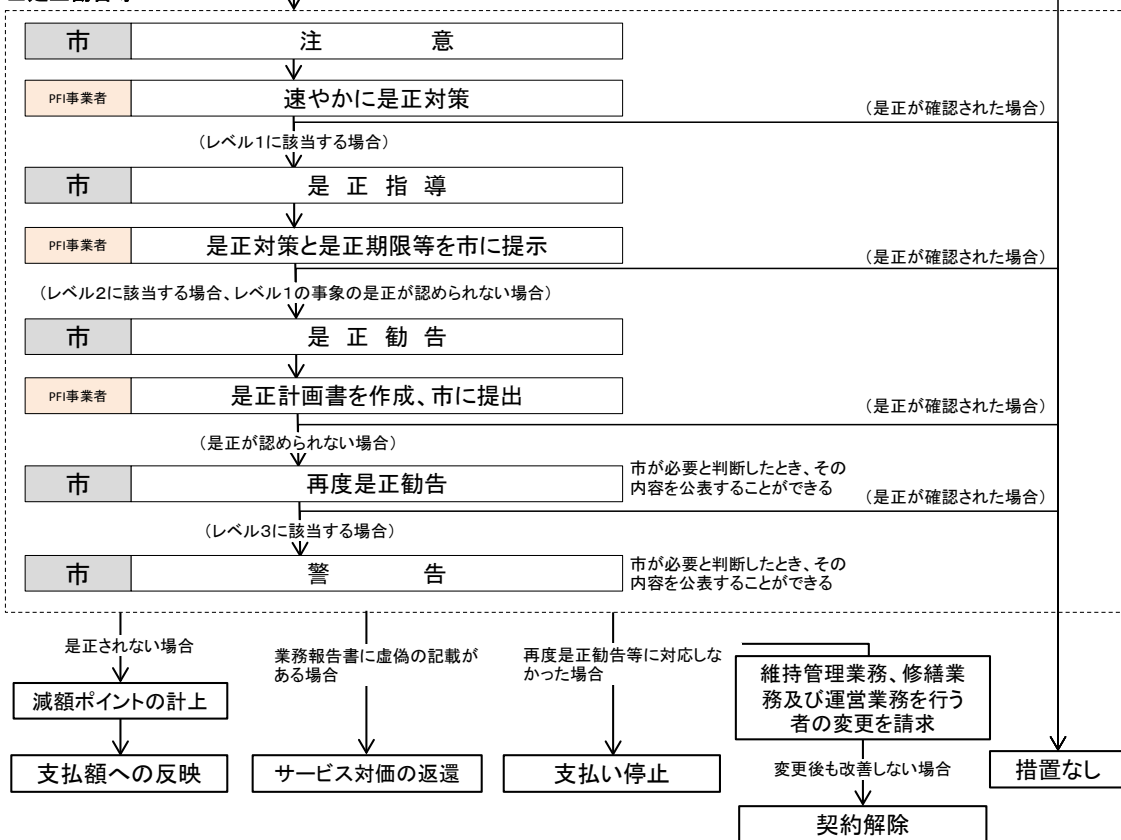 市 注 意
PFI事業者 速やかに是正対策
（是正が確認された場合）
（レベル1に該当する場合）
市 是 正 指 導
PFI事業者 是正対策と是正期限等を市に提示
（是正が確認された場合）
（レベル2に該当する場合、レベル1の事象の是正が認められない場合）
市 是 正 勧 告
PFI事業者 是正計画書を作成、市に提出
（是正が確認された場合）
（是正が認められない場合）
市 再度是正勧告
市が必要と判断したとき、その
内容を公表することができる
（是正が確認された場合）
（レベル3に該当する場合）
市 警 告
市が必要と判断したとき、その
内容を公表することができる
是正されない場合
減額ポイントの計上
支払額への反映
業務報告書に虚偽の記載が
ある場合
サービス対価の返還
再度是正勧告等に対応しな
かった場合
支払い停止
維持管理業務、修繕業
務及び運営業務を行う
者の変更を請求
変更後も改善しない場合
契約解除
措置なし